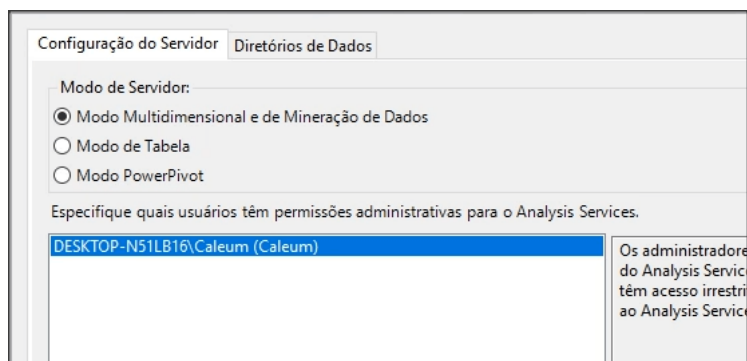 Configuração do Servidor Diretórios de Dados
Modo de Servidor:
Modo Multidimensional e de Mineração de Dados
Modo de Tabela
Modo PowerPivot
Especifique quais usuários têm permissões administrativas para o Analysis Services.
DESKTOP-N51LB16\Caleum (Caleum)
Os administradore
do Analysis Servic
têm acesso irrestri
ao Analysis Service